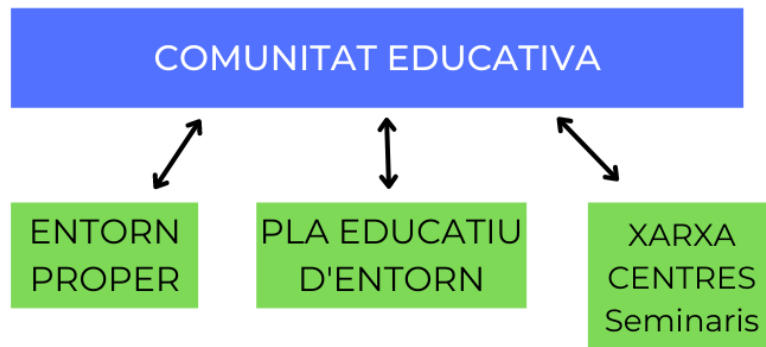 COMUNITAT EDUCATIVA
ENTORN
PROPER
PLA EDUCATIU
D'ENTORN
XARXA
CENTRES
Seminaris